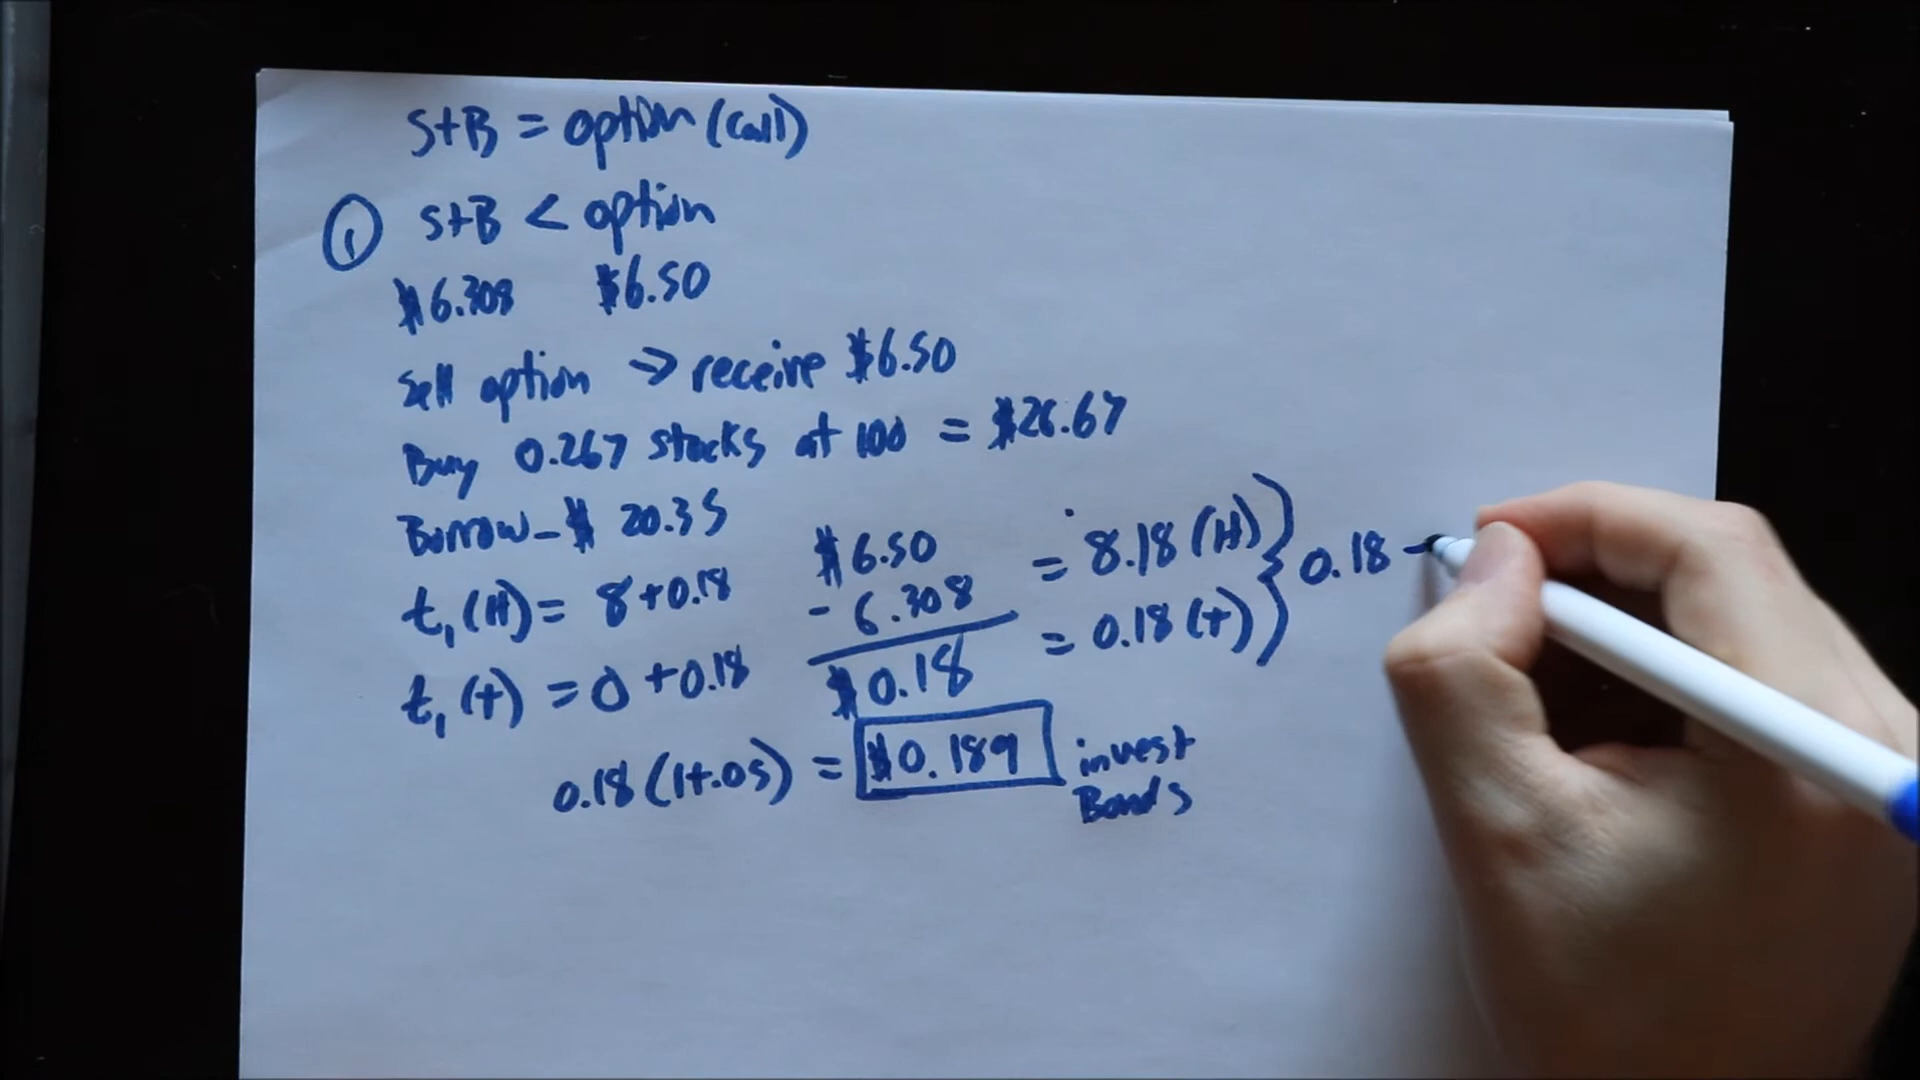 S+B = option (call)
① S+B < option
$6.308 $6.50
Sell option => receive $6.50
Buy 0.267 stocks at 100 = $26.67
Borrow - $ 20.35
t₁(H) = 8+0.18
t₁(t) = 0 +0.18
$6.50
- 6.308
$0.18
= 8.18 (H)
= 0.18 (t)
} 0.18 -
0.18 (1+.05) = $0.189
invest
Bonds